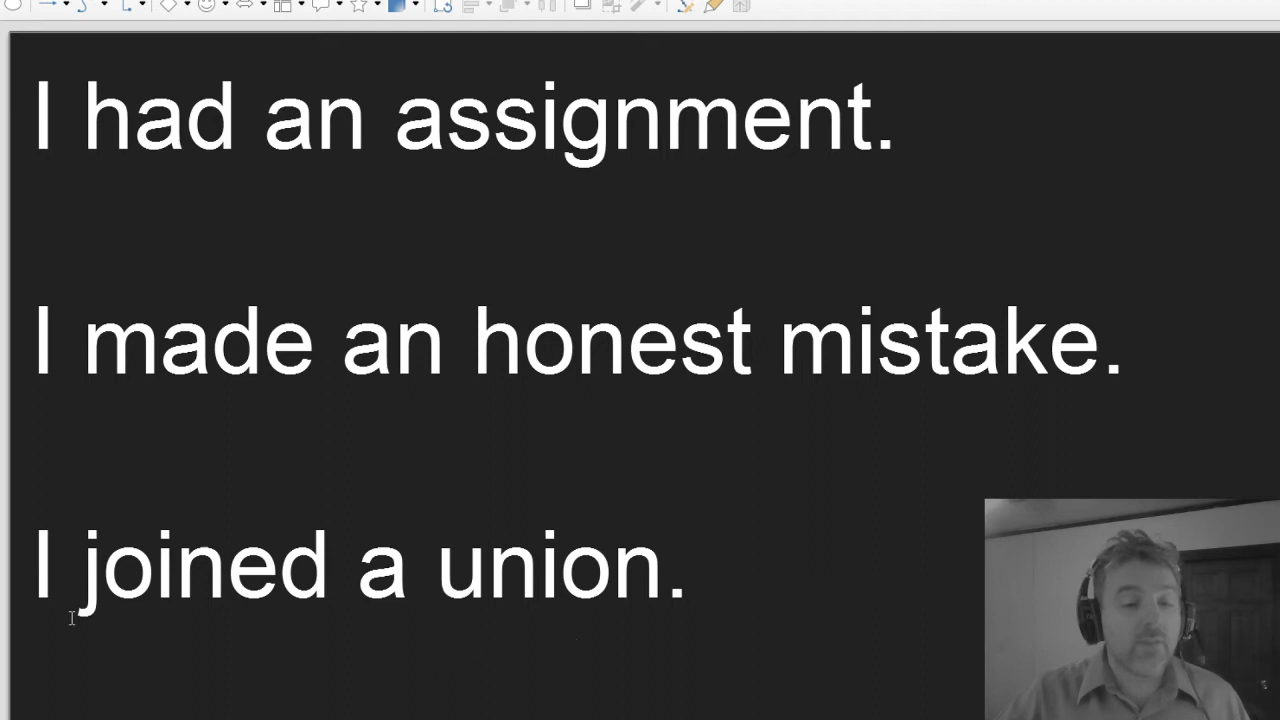 I had an assignment.
I made an honest mistake.
I joined a union.